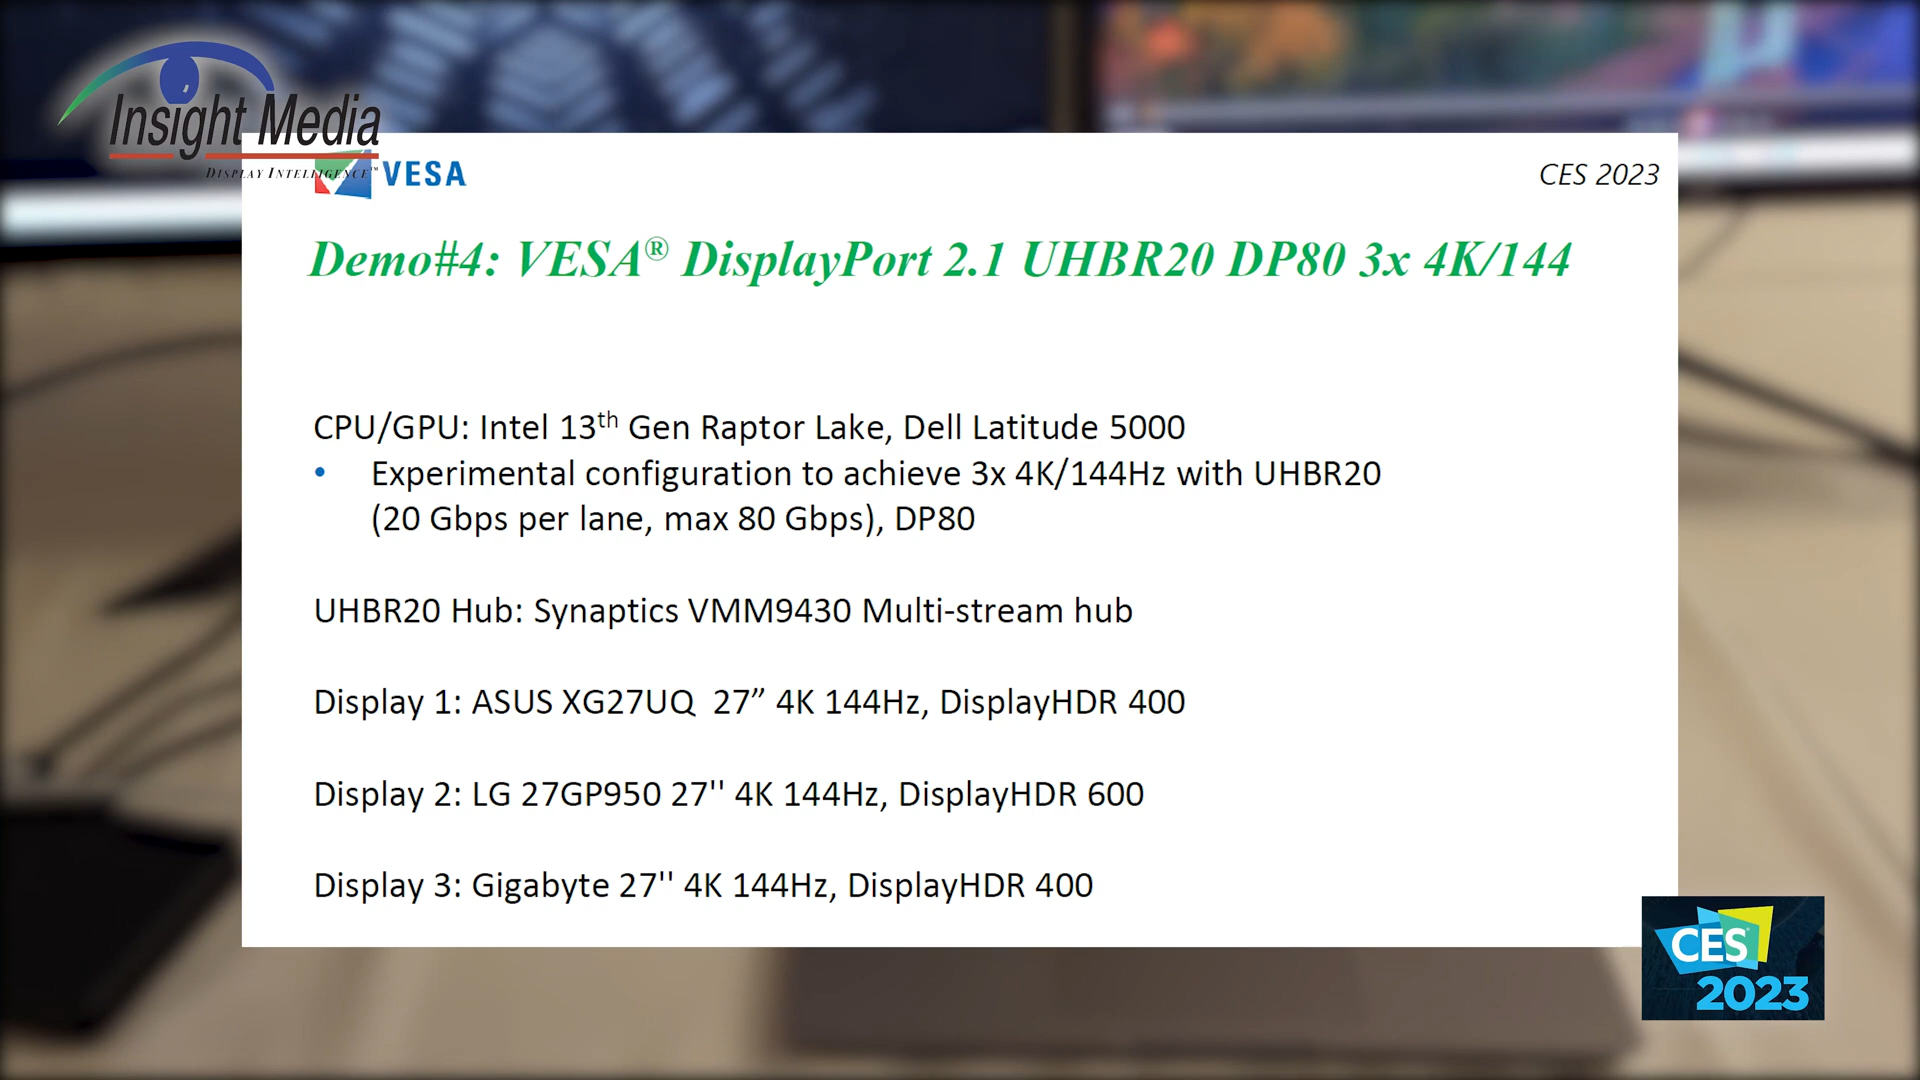 Insight Media
DISPLAY INTELLIGENCE™
VESA
CES 2023
Demo#4: VESA® DisplayPort 2.1 UHBR20 DP80 3x 4K/144
CPU/GPU: Intel 13th Gen Raptor Lake, Dell Latitude 5000
• Experimental configuration to achieve 3x 4K/144Hz with UHBR20
(20 Gbps per lane, max 80 Gbps), DP80
UHBR20 Hub: Synaptics VMM9430 Multi-stream hub
Display 1: ASUS XG27UQ 27” 4K 144Hz, DisplayHDR 400
Display 2: LG 27GP950 27'' 4K 144Hz, DisplayHDR 600
Display 3: Gigabyte 27'' 4K 144Hz, DisplayHDR 400
CES
2023